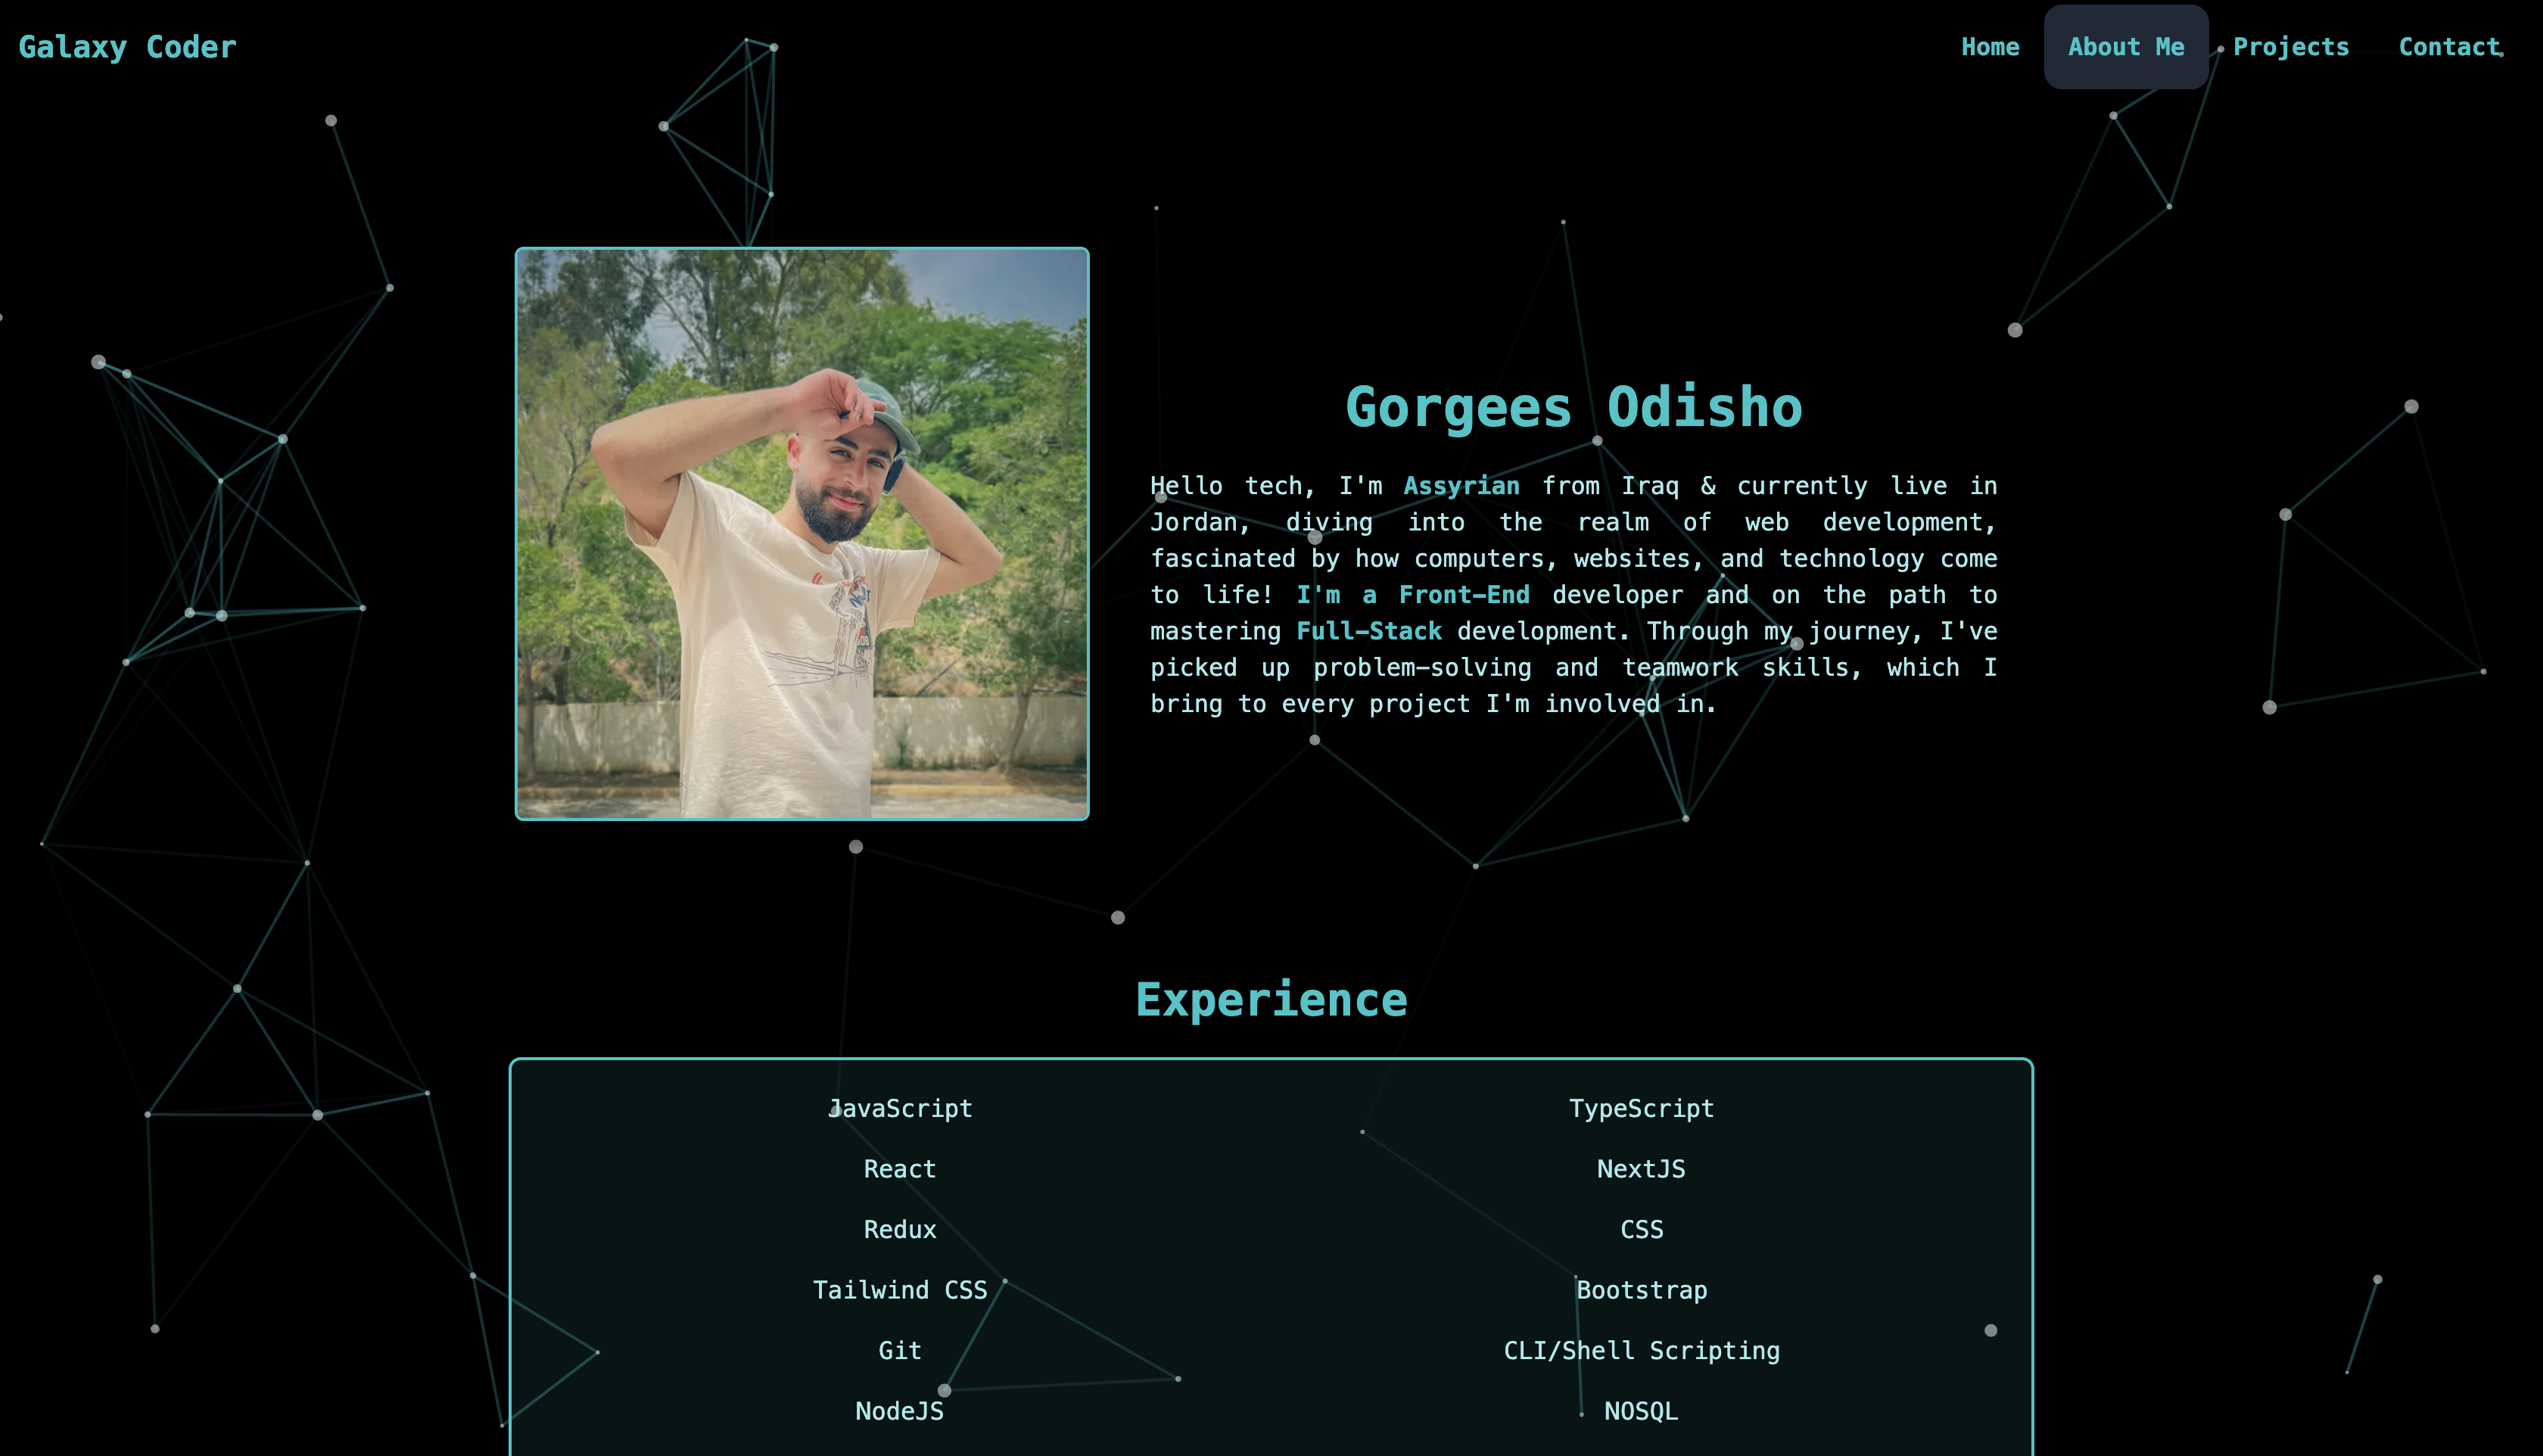 Galaxy Coder
Home
About Me
Projects
Contact
Gorgees Odisho
Hello tech, I'm Assyrian from Iraq & currently live in
Jordan, diving into the realm of web development,
fascinated by how computers, websites, and technology come
to life! I'm a Front-End developer and on the path to
mastering Full-Stack development. Through my journey, I've
picked up problem-solving and teamwork skills, which I
bring to every project I'm involved in.
Experience
JavaScript
TypeScript
React
NextJS
Redux
CSS
Tailwind CSS
Bootstrap
Git
CLI/Shell Scripting
NodeJS
NOSQL